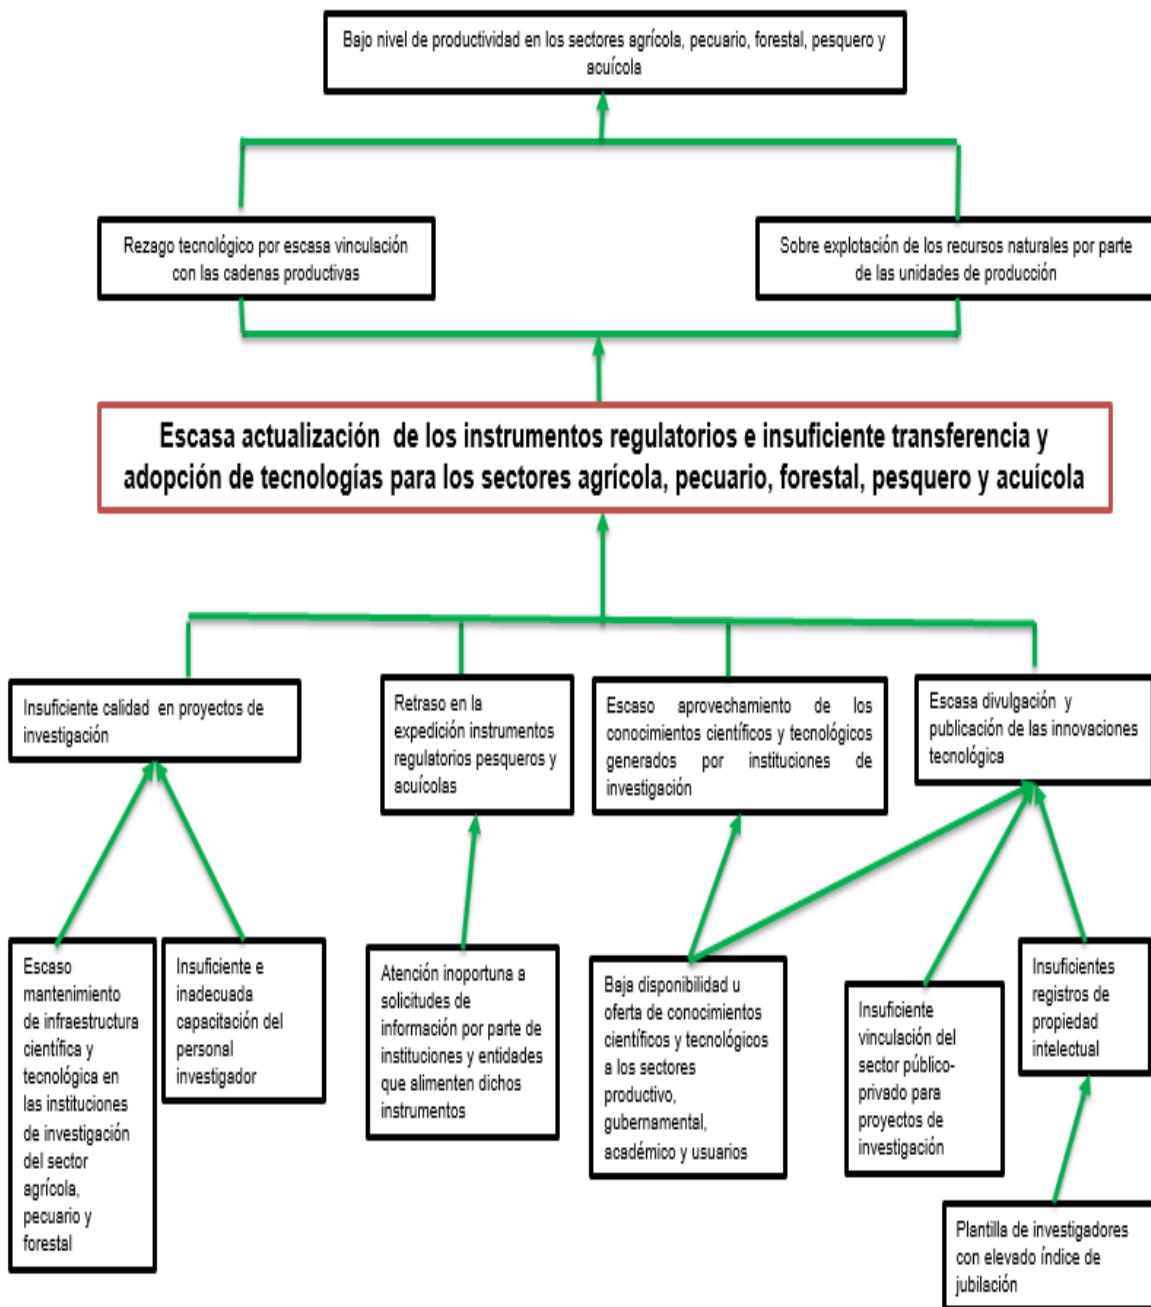 Bajo nivel de productividad en los sectores agrícola, pecuario, forestal, pesquero y
acuícola
Rezago tecnológico por escasa vinculación
con las cadenas productivas
Sobre explotación de los recursos naturales por parte
de las unidades de producción
Escasa actualización de los instrumentos regulatorios e insuficiente transferencia y
adopción de tecnologías para los sectores agrícola, pecuario, forestal, pesquero y acuícola
Insuficiente calidad en proyectos de
investigación
Retraso en la
expedición instrumentos
regulatorios pesqueros y
acuícolas
Escaso aprovechamiento de los
conocimientos científicos y tecnológicos
generados por instituciones de
investigación
Escasa divulgación y
publicación de las innovaciones
tecnológica
Escaso
mantenimiento
de infraestructura
científica y
tecnológica en
las instituciones
de investigación
del sector
agrícola,
pecuario y
forestal
Insuficiente e
inadecuada
capacitación del
personal
investigador
Atención inoportuna a
solicitudes de
información por parte de
instituciones y entidades
que alimenten dichos
instrumentos
Baja disponibilidad u
oferta de conocimientos
científicos y tecnológicos
a los sectores
productivo,
gubernamental,
académico y usuarios
Insuficiente
vinculación del
sector público-
privado para
proyectos de
investigación
Insuficientes
registros de
propiedad
intelectual
Plantilla de investigadores
con elevado índice de
jubilación